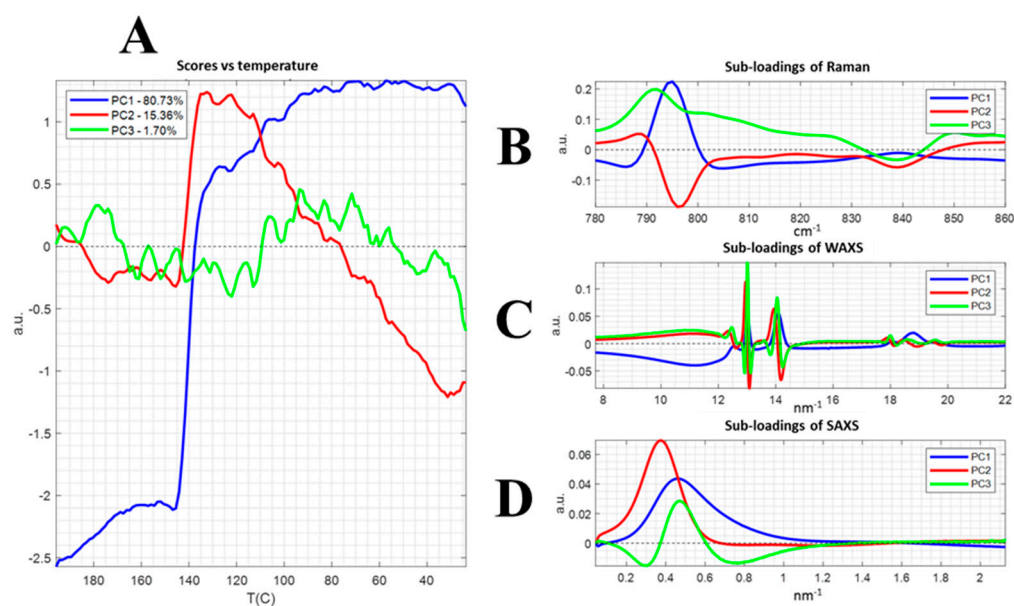 A
Scores vs temperature
PC1 - 80.73%
PC2 - 15.36%
PC3 - 1.70%
1
0.5
0
-0.5
-1
-1.5
-2
-2.5
a.u.
180 160 140 120 100 80 60 40
T(C)
B
Sub-loadings of Raman
PC1
PC2
PC3
0.2
0.1
0
-0.1
a.u.
780 790 800 810 820 830 840 850 860
cm-1
C
Sub-loadings of WAXS
PC1
PC2
PC3
0.1
0.05
0
-0.05
a.u.
8 10 12 14 16 18 20 22
nm-1
D
Sub-loadings of SAXS
PC1
PC2
PC3
0.06
0.04
0.02
0
a.u.
0.2 0.4 0.6 0.8 1 1.2 1.4 1.6 1.8 2
nm-1